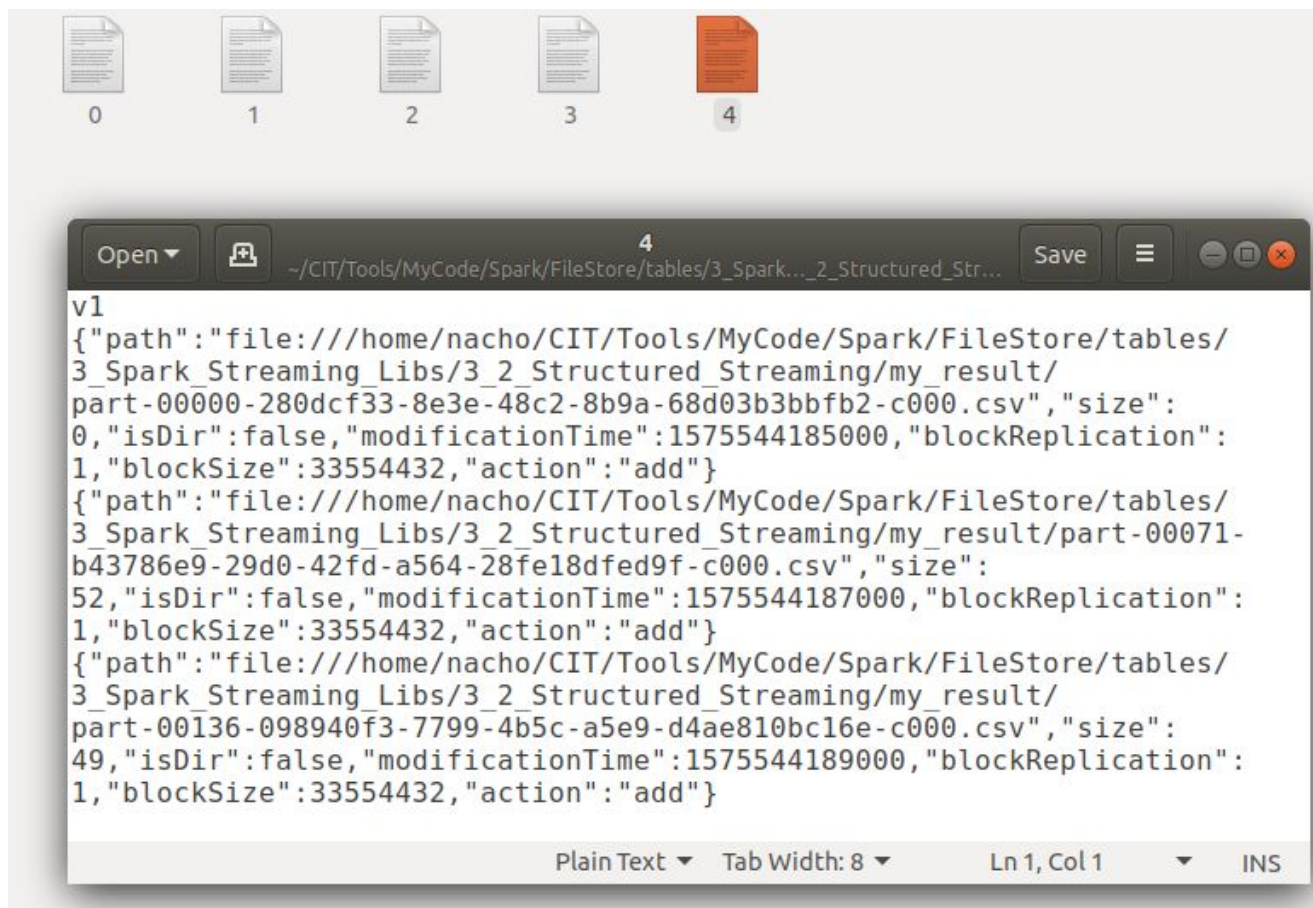 0
1
2
3
4
Open
4
~/CIT/Tools/MyCode/Spark/FileStore/tables/3_Spark…_2_Structured_Str…
Save
v1
{"path":"file:///home/nacho/CIT/Tools/MyCode/Spark/FileStore/tables/
3_Spark_Streaming_Libs/3_2_Structured_Streaming/my_result/
part-00000-280dcf33-8e3e-48c2-8b9a-68d03b3bbfb2-c000.csv","size":
0,"isDir":false,"modificationTime":1575544185000,"blockReplication":
1,"blockSize":33554432,"action":"add"}
{"path":"file:///home/nacho/CIT/Tools/MyCode/Spark/FileStore/tables/
3_Spark_Streaming_Libs/3_2_Structured_Streaming/my_result/part-00071-
b43786e9-29d0-42fd-a564-28fe18dfed9f-c000.csv","size":
52,"isDir":false,"modificationTime":1575544187000,"blockReplication":
1,"blockSize":33554432,"action":"add"}
{"path":"file:///home/nacho/CIT/Tools/MyCode/Spark/FileStore/tables/
3_Spark_Streaming_Libs/3_2_Structured_Streaming/my_result/
part-00136-098940f3-7799-4b5c-a5e9-d4ae810bc16e-c000.csv","size":
49,"isDir":false,"modificationTime":1575544189000,"blockReplication":
1,"blockSize":33554432,"action":"add"}
Plain Text
Tab Width: 8
Ln 1, Col 1
INS